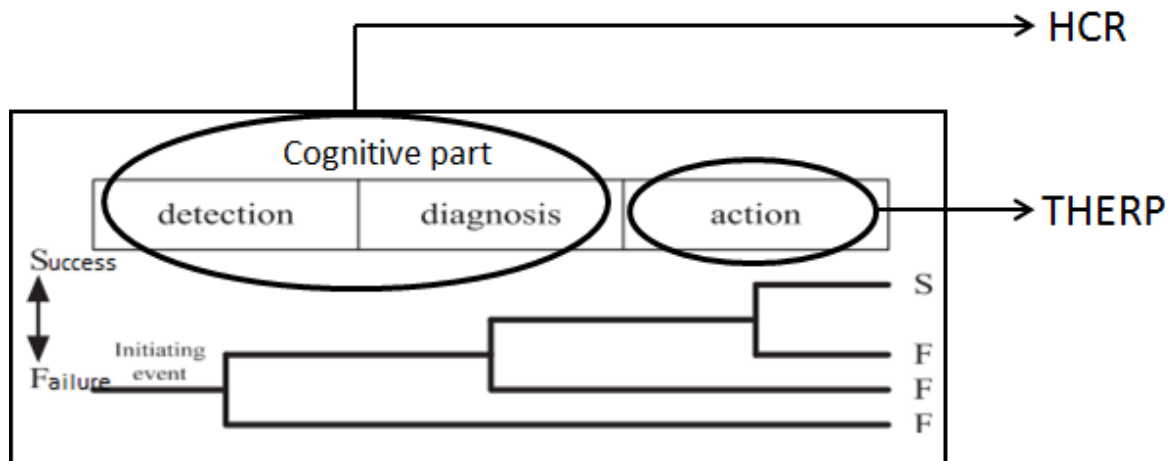 HCR
Cognitive part
detection diagnosis action
THERP
Success
S
Initiating
event
F
Failure
F
F